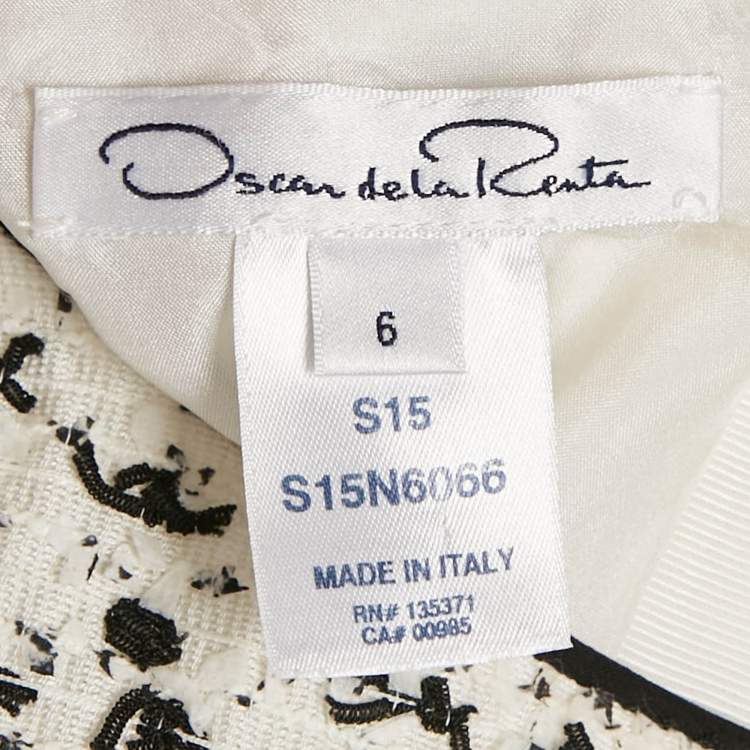 Oscar de la Renta
6
S15
S15N6066
MADE IN ITALY
RN# 135371
CA# 00985